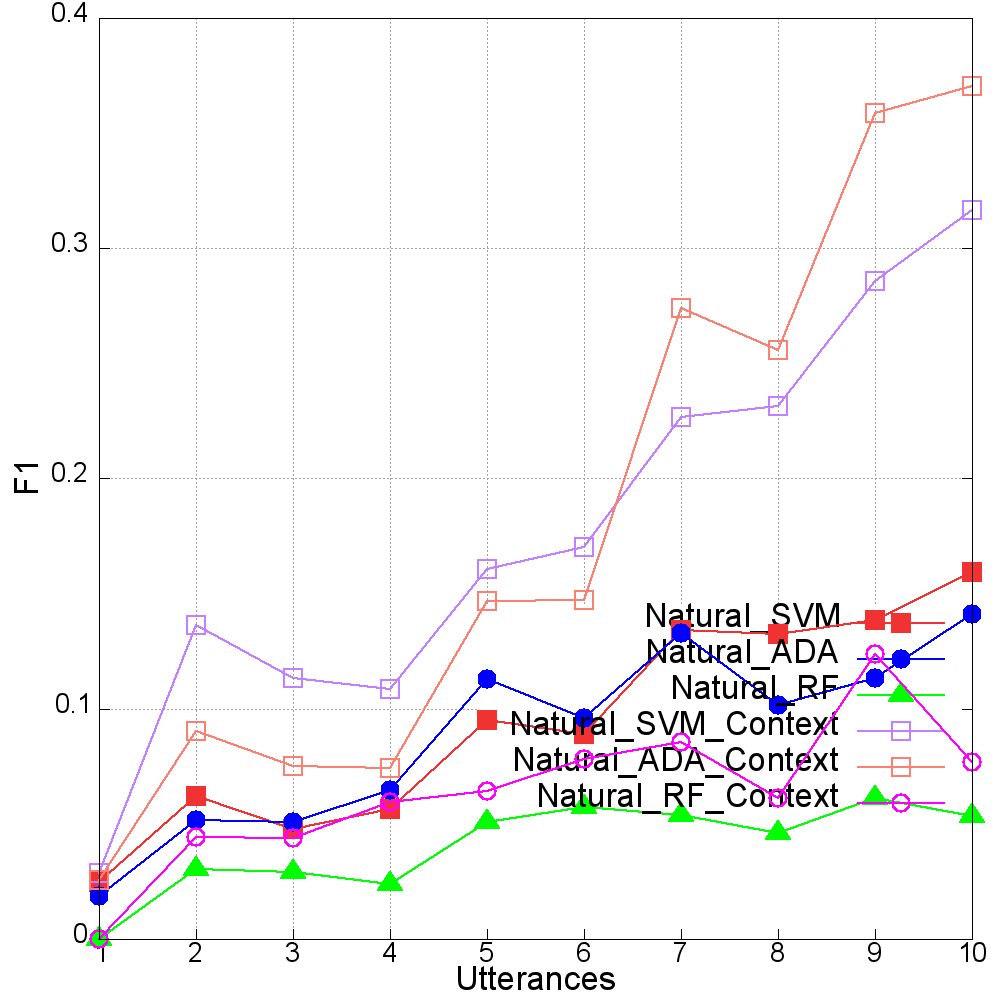 0.4
0.3
0.2
0.1
0
F1
Natural_SVM
Natural_ADA
Natural_RF
Natural_SVM_Context
Natural_ADA_Context
Natural_RF_Context
1 2 3 4 5 6 7 8 9 10
Utterances